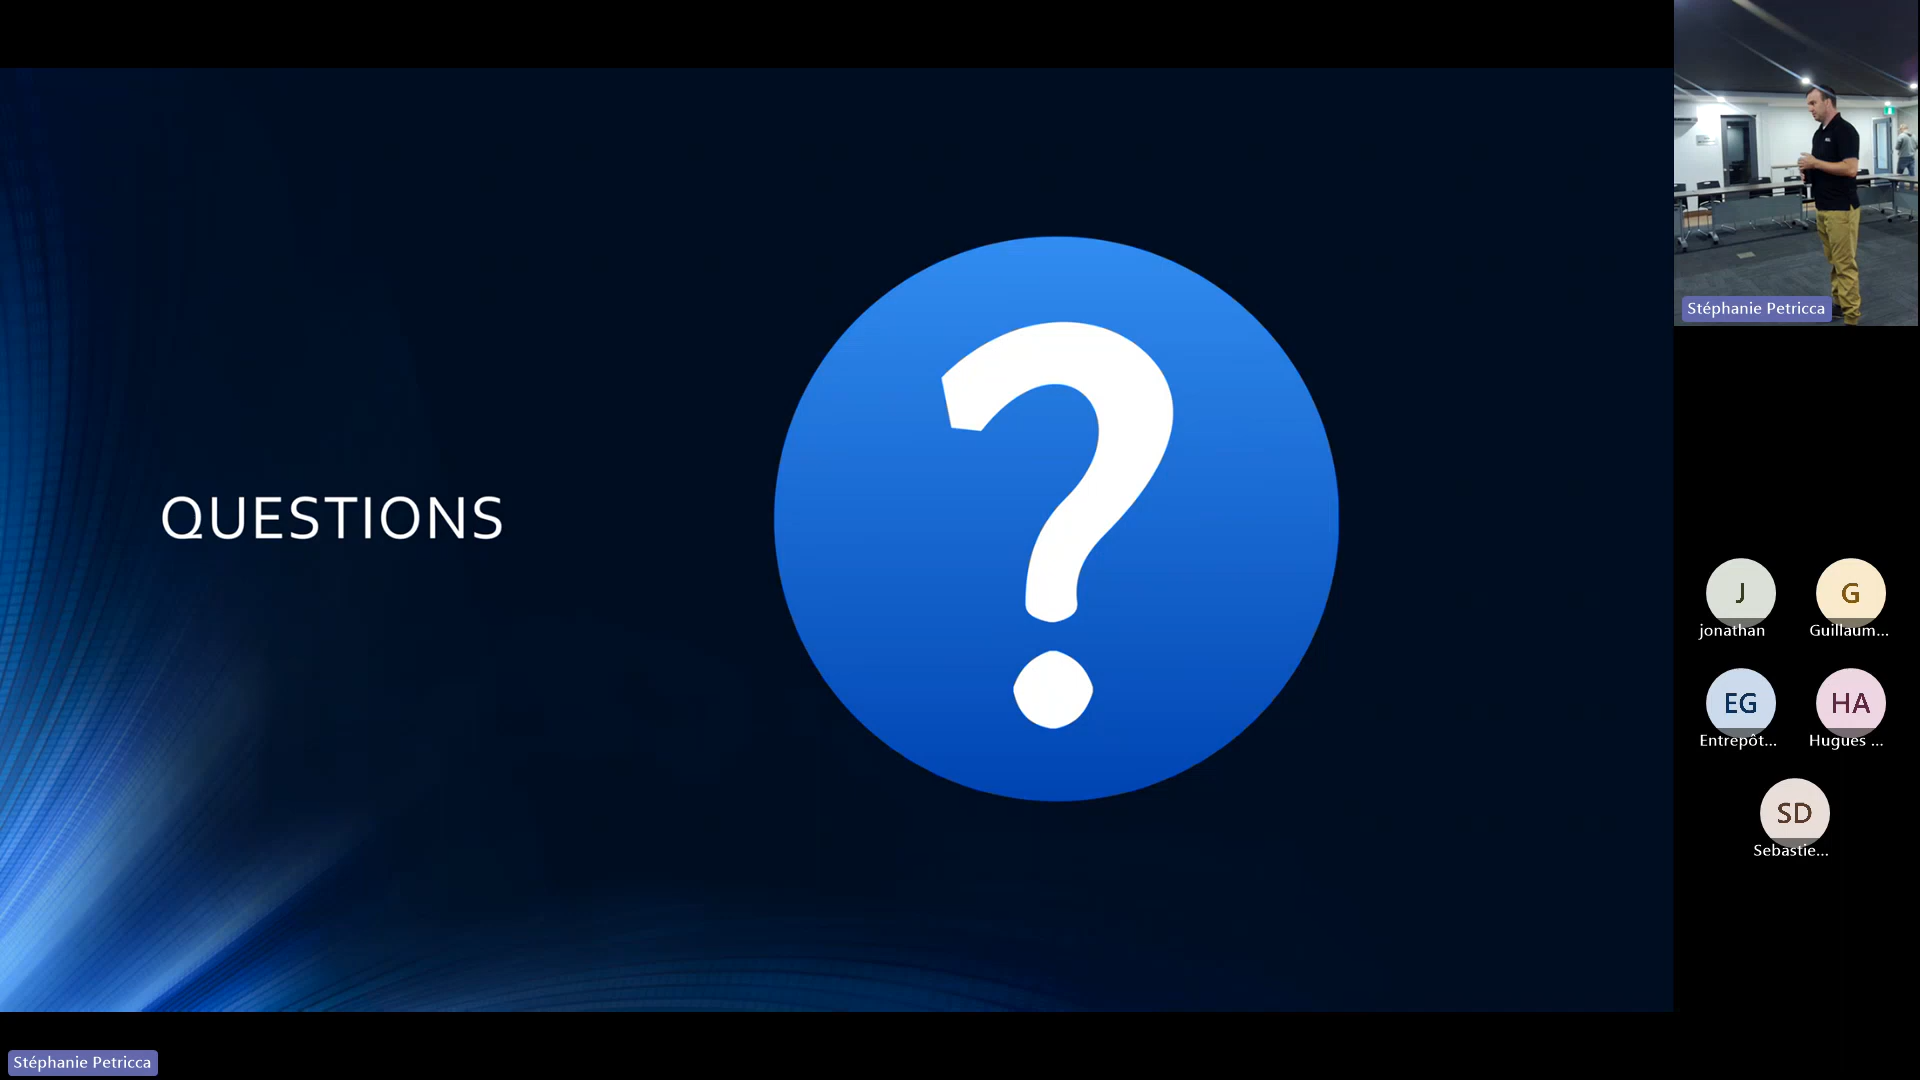 QUESTIONS
?
Stéphanie Petricca
J
G
jonathan
Guillaum...
EG
HA
Entrepôt...
Hugues ...
SD
Sebastie...
Stéphanie Petricca